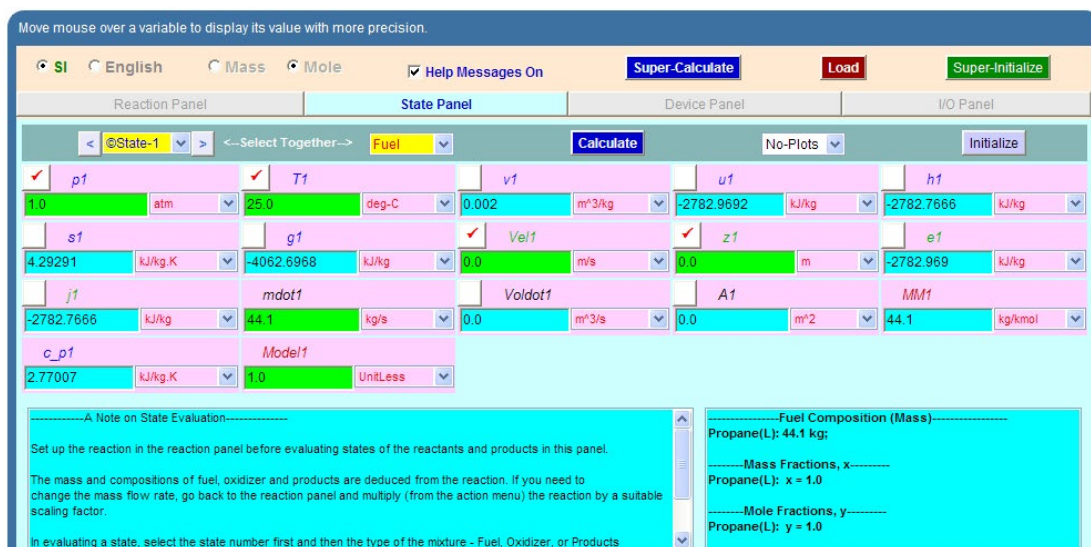 Move mouse over a variable to display its value with more precision.
SI English Mass Mole Help Messages On Super-Calculate Load Super-Initialize
Reaction Panel State Panel Device Panel I/O Panel
< ©State-1 > <--Select Together--> Fuel Calculate No-Plots Initialize
p1 T1 v1 u1 h1
1.0 atm 25.0 deg-C 0.002 m^3/kg -2782.9692 kJ/kg -2782.7666 kJ/kg
s1 g1 Vel1 z1 e1
4.29291 kJ/kg.K -4062.6968 kJ/kg 0.0 m/s 0.0 m -2782.969 kJ/kg
j1 mdot1 Voldot1 A1 MM1
-2782.7666 kJ/kg 44.1 kg/s 0.0 m^3/s 0.0 m^2 44.1 kg/kmol
c_p1 Model1
2.77007 kJ/kg.K 1.0 UnitLess
------------A Note on State Evaluation--------------
Set up the reaction in the reaction panel before evaluating states of the reactants and products in this panel.
The mass and compositions of fuel, oxidizer and products are deduced from the reaction. If you need to
change the mass flow rate, go back to the reaction panel and multiply (from the action menu) the reaction by a suitable
scaling factor.
In evaluating a state, select the state number first and then the type of the mixture - Fuel, Oxidizer, or Products
----------------Fuel Composition (Mass)-----------------
Propane(L): 44.1 kg;
--------Mass Fractions, x---------
Propane(L): x = 1.0
--------Mole Fractions, y---------
Propane(L): y = 1.0